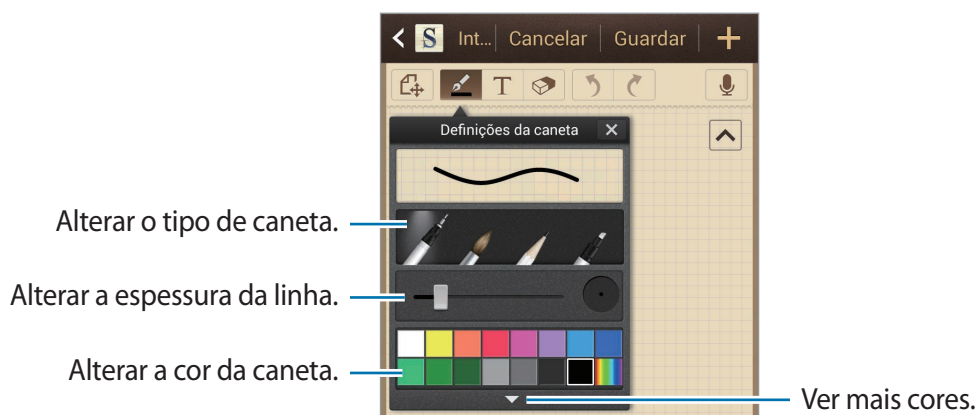 S Int... Cancelar Guardar
T
Definições da caneta
Alterar o tipo de caneta.
Alterar a espessura da linha.
Alterar a cor da caneta.
Ver mais cores.